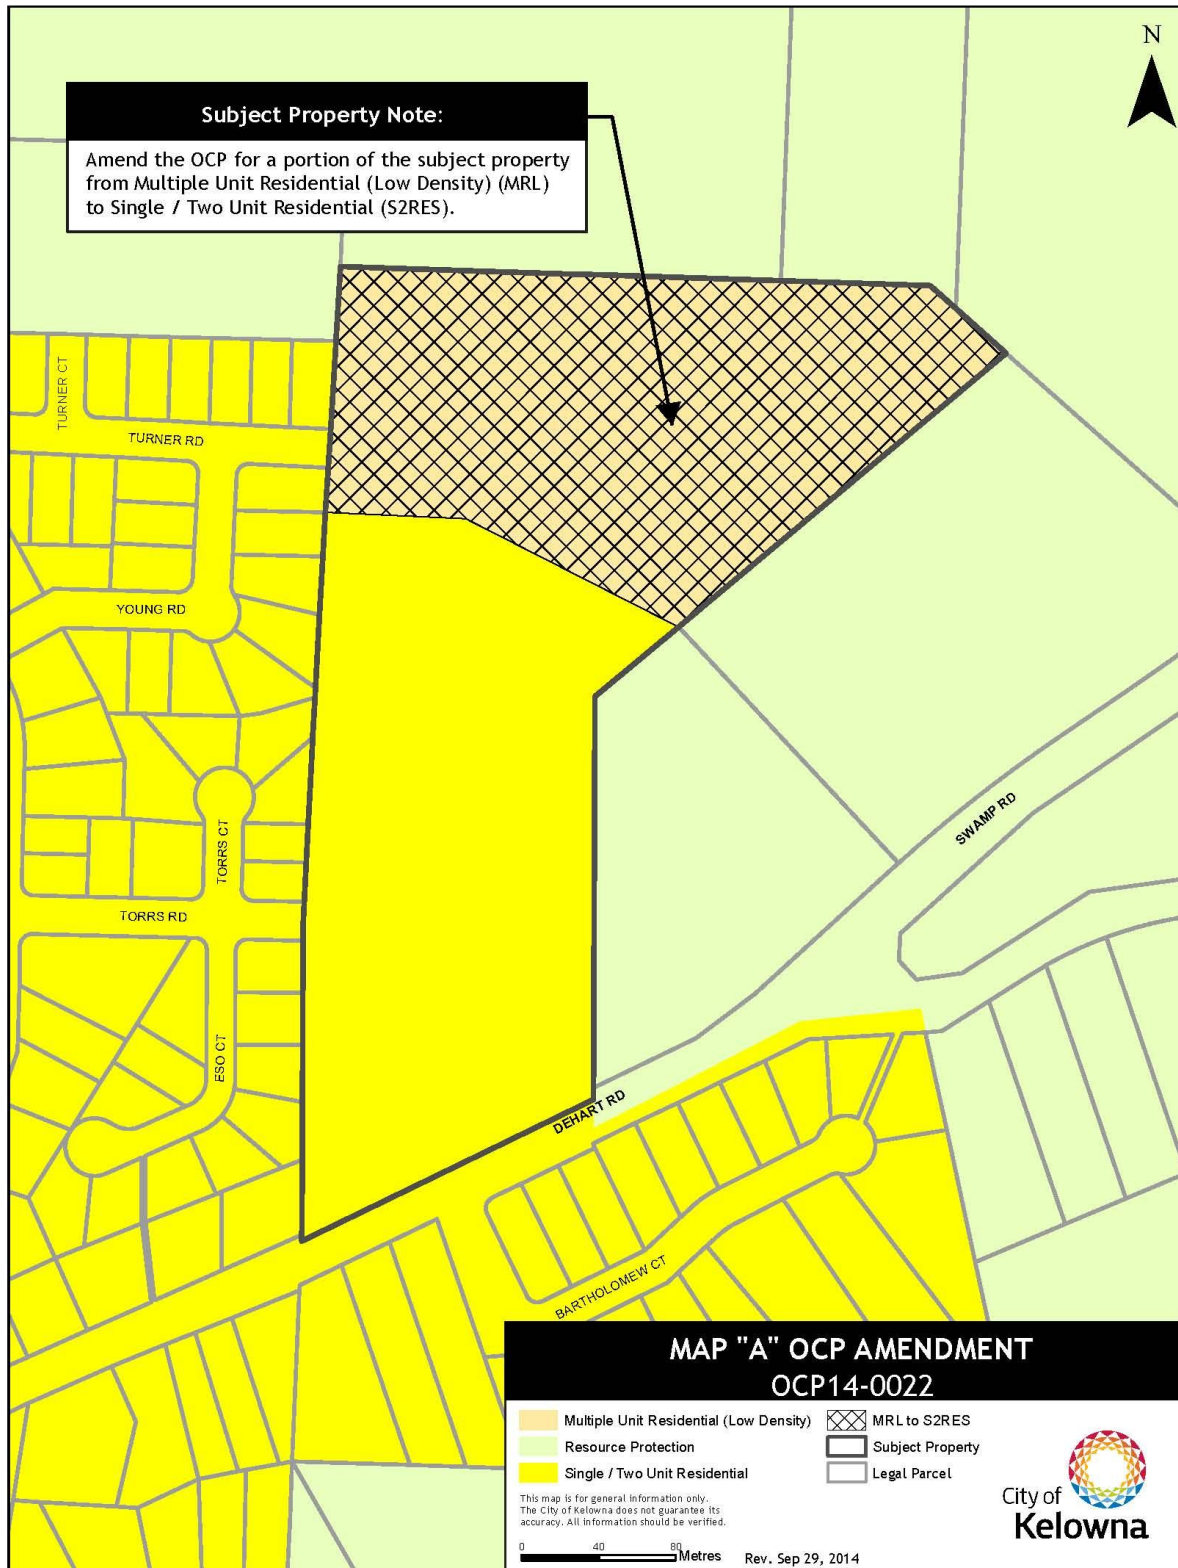 N
Subject Property Note:
Amend the OCP for a portion of the subject property
from Multiple Unit Residential (Low Density) (MRL)
to Single / Two Unit Residential (S2RES).
TURNER CT
TURNER RD
YOUNG RD
TORRS CT
TORRS RD
ESO CT
SWAMP RD
DEHART RD
BARTHOLOMEW CT
MAP "A" OCP AMENDMENT
OCP14-0022
Multiple Unit Residential (Low Density)
Resource Protection
Single / Two Unit Residential
MRL to S2RES
Subject Property
Legal Parcel
This map is for general information only.
The City of Kelowna does not guarantee its
accuracy. All information should be verified.
0 40 80 Metres
Rev. Sep 29, 2014
City of
Kelowna